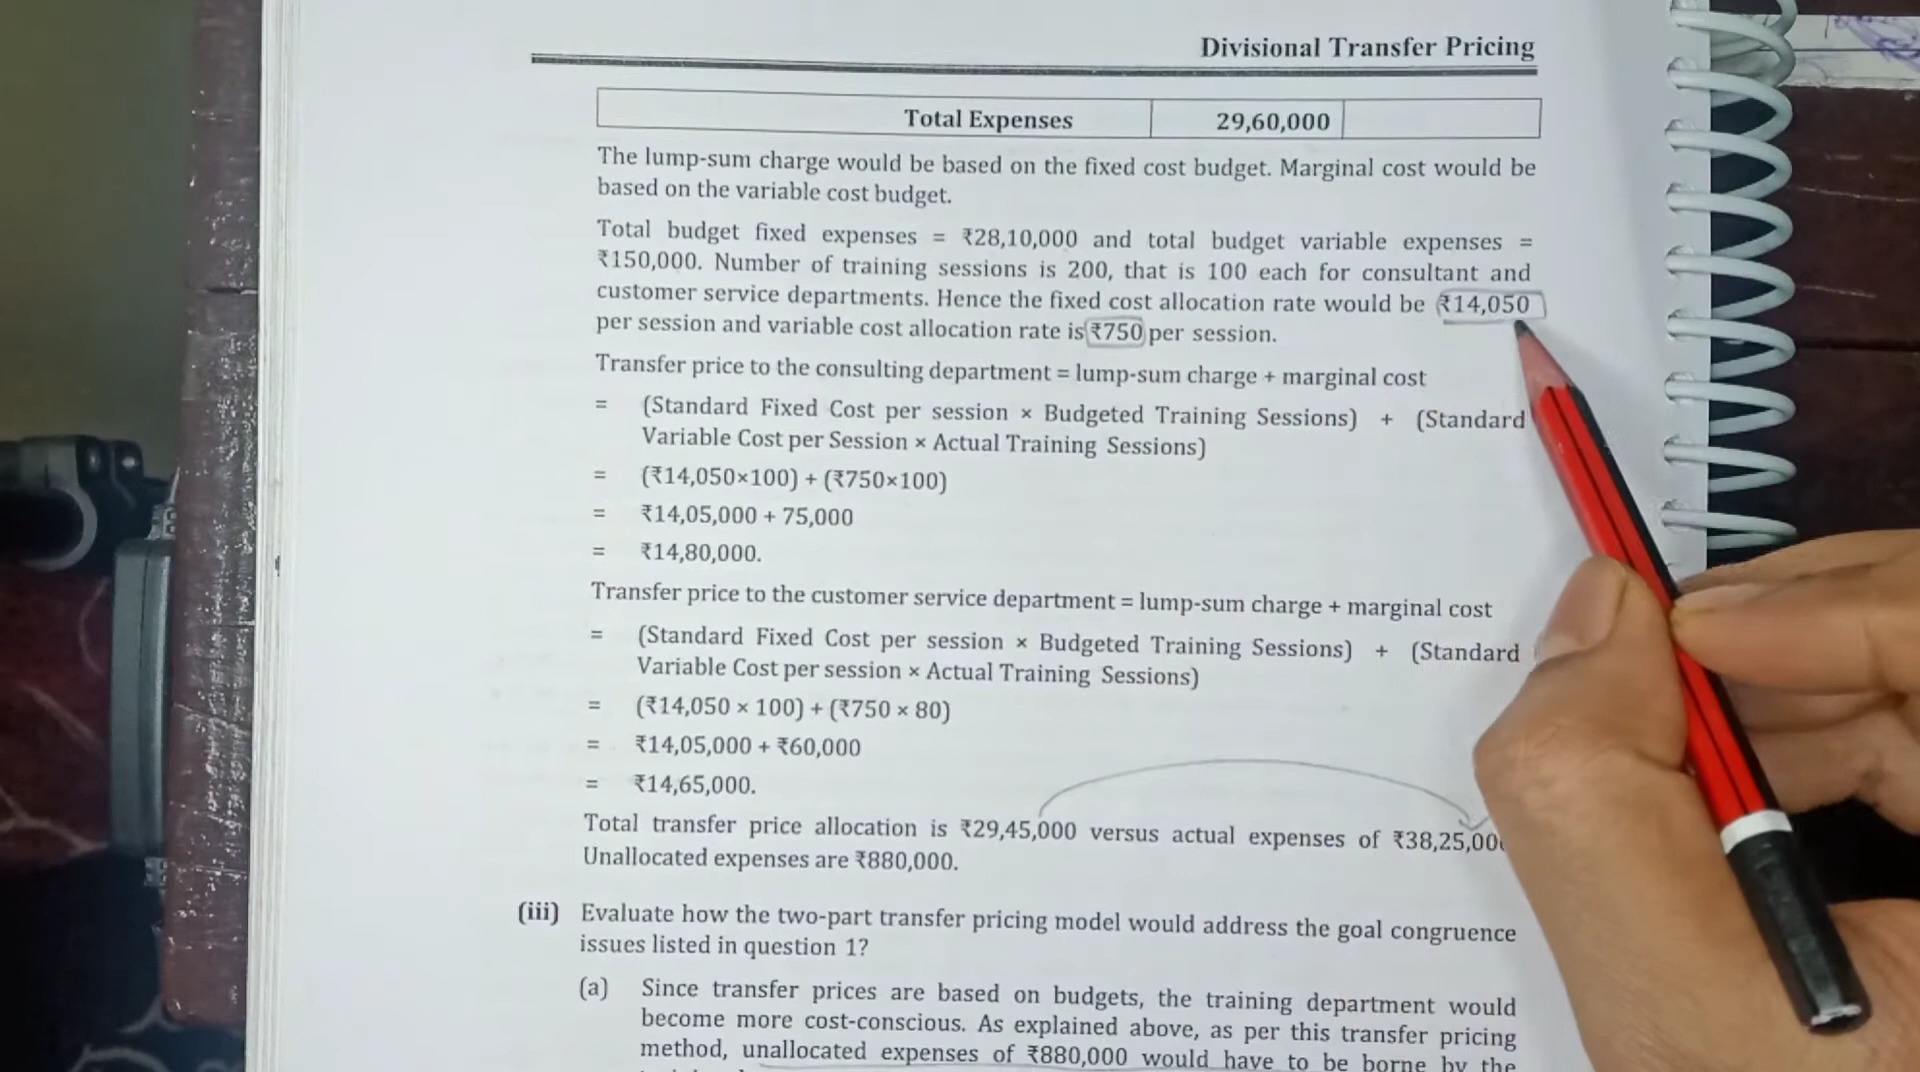 Divisional Transfer Pricing
Total Expenses 29,60,000
The lump-sum charge would be based on the fixed cost budget. Marginal cost would be
based on the variable cost budget.
Total budget fixed expenses = ₹28,10,000 and total budget variable expenses =
₹150,000. Number of training sessions is 200, that is 100 each for consultant and
customer service departments. Hence the fixed cost allocation rate would be ₹14,050
per session and variable cost allocation rate is ₹750 per session.
Transfer price to the consulting department = lump-sum charge + marginal cost
= (Standard Fixed Cost per session × Budgeted Training Sessions) + (Standard
Variable Cost per Session × Actual Training Sessions)
= (₹14,050×100) + (₹750×100)
= ₹14,05,000 + 75,000
= ₹14,80,000.
Transfer price to the customer service department = lump-sum charge + marginal cost
= (Standard Fixed Cost per session × Budgeted Training Sessions) + (Standard
Variable Cost per session × Actual Training Sessions)
= (₹14,050 × 100) + (₹750 × 80)
= ₹14,05,000 + ₹60,000
= ₹14,65,000.
Total transfer price allocation is ₹29,45,000 versus actual expenses of ₹38,25,00
Unallocated expenses are ₹880,000.
(iii) Evaluate how the two-part transfer pricing model would address the goal congruence
issues listed in question 1?
(a) Since transfer prices are based on budgets, the training department would
become more cost-conscious. As explained above, as per this transfer pricing
method, unallocated expenses of ₹880,000 would have to be borne by the